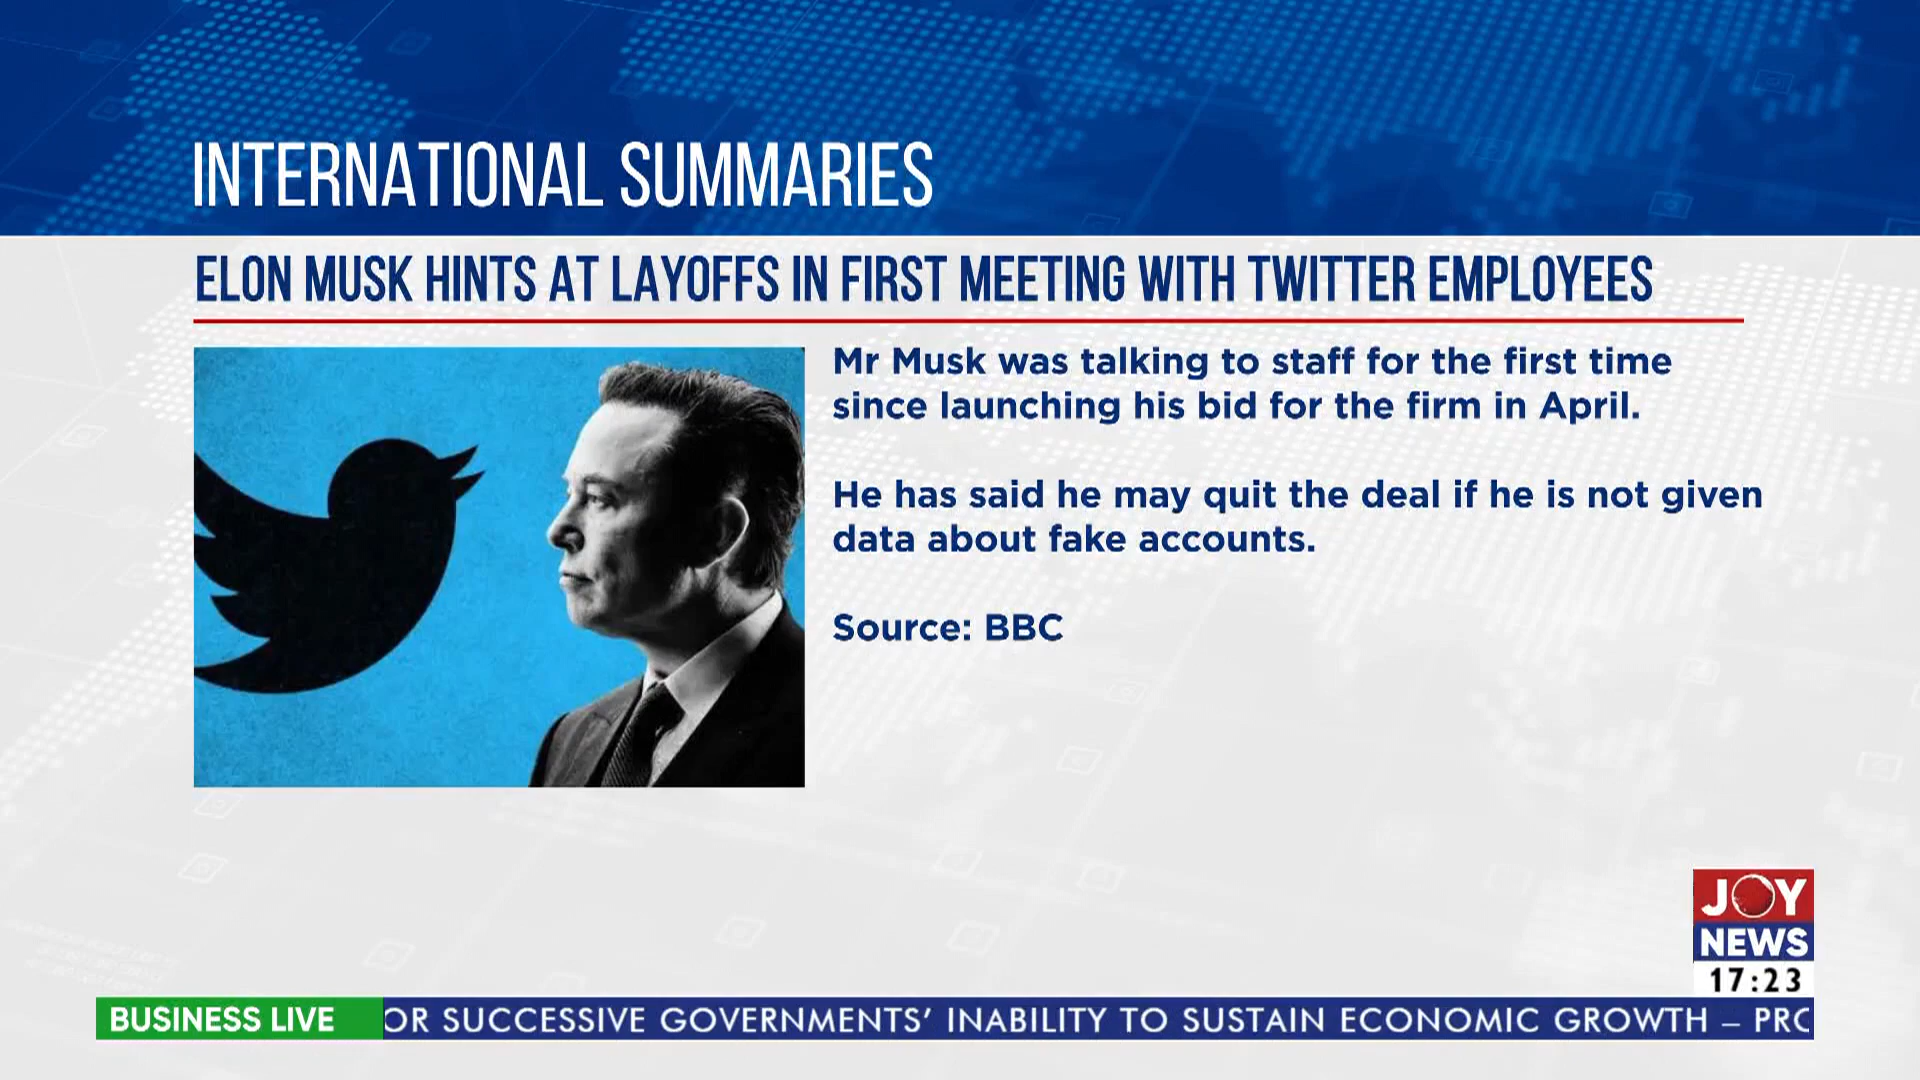 INTERNATIONAL SUMMARIES
ELON MUSK HINTS AT LAYOFFS IN FIRST MEETING WITH TWITTER EMPLOYEES
Mr Musk was talking to staff for the first time
since launching his bid for the firm in April.
He has said he may quit the deal if he is not given
data about fake accounts.
Source: BBC
JOY
NEWS
17:23
BUSINESS LIVE
OR SUCCESSIVE GOVERNMENTS’ INABILITY TO SUSTAIN ECONOMIC GROWTH – PRO